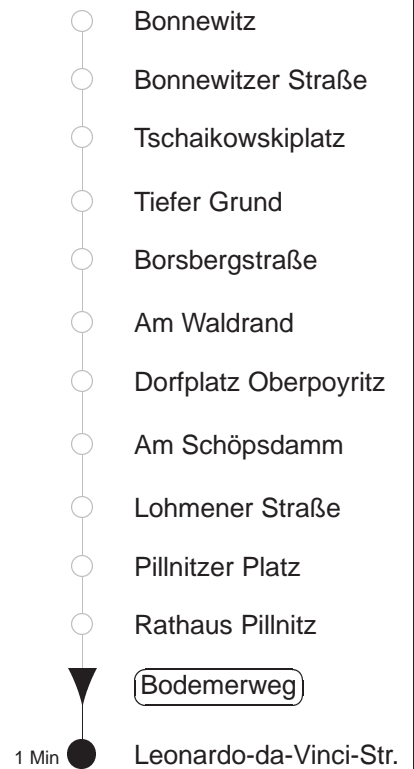 Bonnewitz
Bonnewitzer Straße
Tschaikowskiplatz
Tiefer Grund
Borsbergstraße
Am Waldrand
Dorfplatz Oberpoyritz
Am Schöpsdamm
Lohmener Straße
Pillnitzer Platz
Rathaus Pillnitz
Bodemerweg
1 Min Leonardo-da-Vinci-Str.